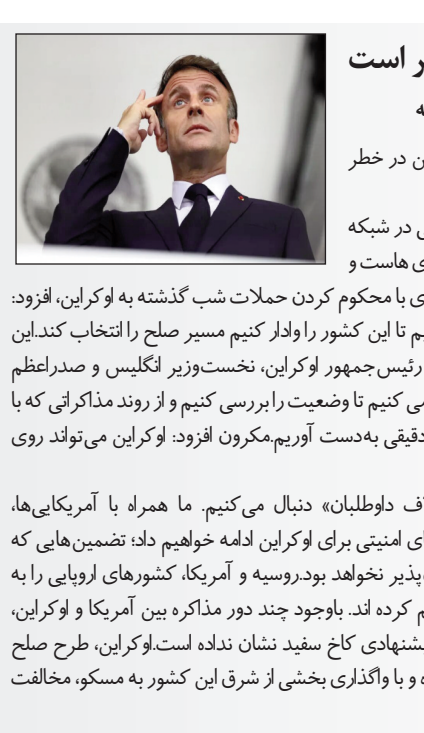 ر است
ه
ن در خطر
ی در شبکه
ی هاست و
ی با محکوم کردن حملات شب گذشته به اوکراین، افزود:
یم تا این کشور را وادار کنیم مسیر صلح را انتخاب کند.این
رئیس‌جمهور اوکراین، نخست‌وزیر انگلیس و صدراعظم
می کنیم تا وضعیت را بررسی کنیم و از روند مذاکراتی که با
دقیقی به‌دست آوریم.مکرون افزود: اوکراین می‌تواند روی
لاف داوطلبان» دنبال می‌کنیم. ما همراه با آمریکایی‌ها،
ای امنیتی برای اوکراین ادامه خواهیم داد؛ تضمین‌هایی که
پذیر نخواهد بود.روسیه و آمریکا، کشورهای اروپایی را به
م کرده اند. باوجود چند دور مذاکره بین آمریکا و اوکراین،
شنهادی کاخ سفید نشان نداده است.اوکراین، طرح صلح
ه و با واگذاری بخشی از شرق این کشور به مسکو، مخالفت